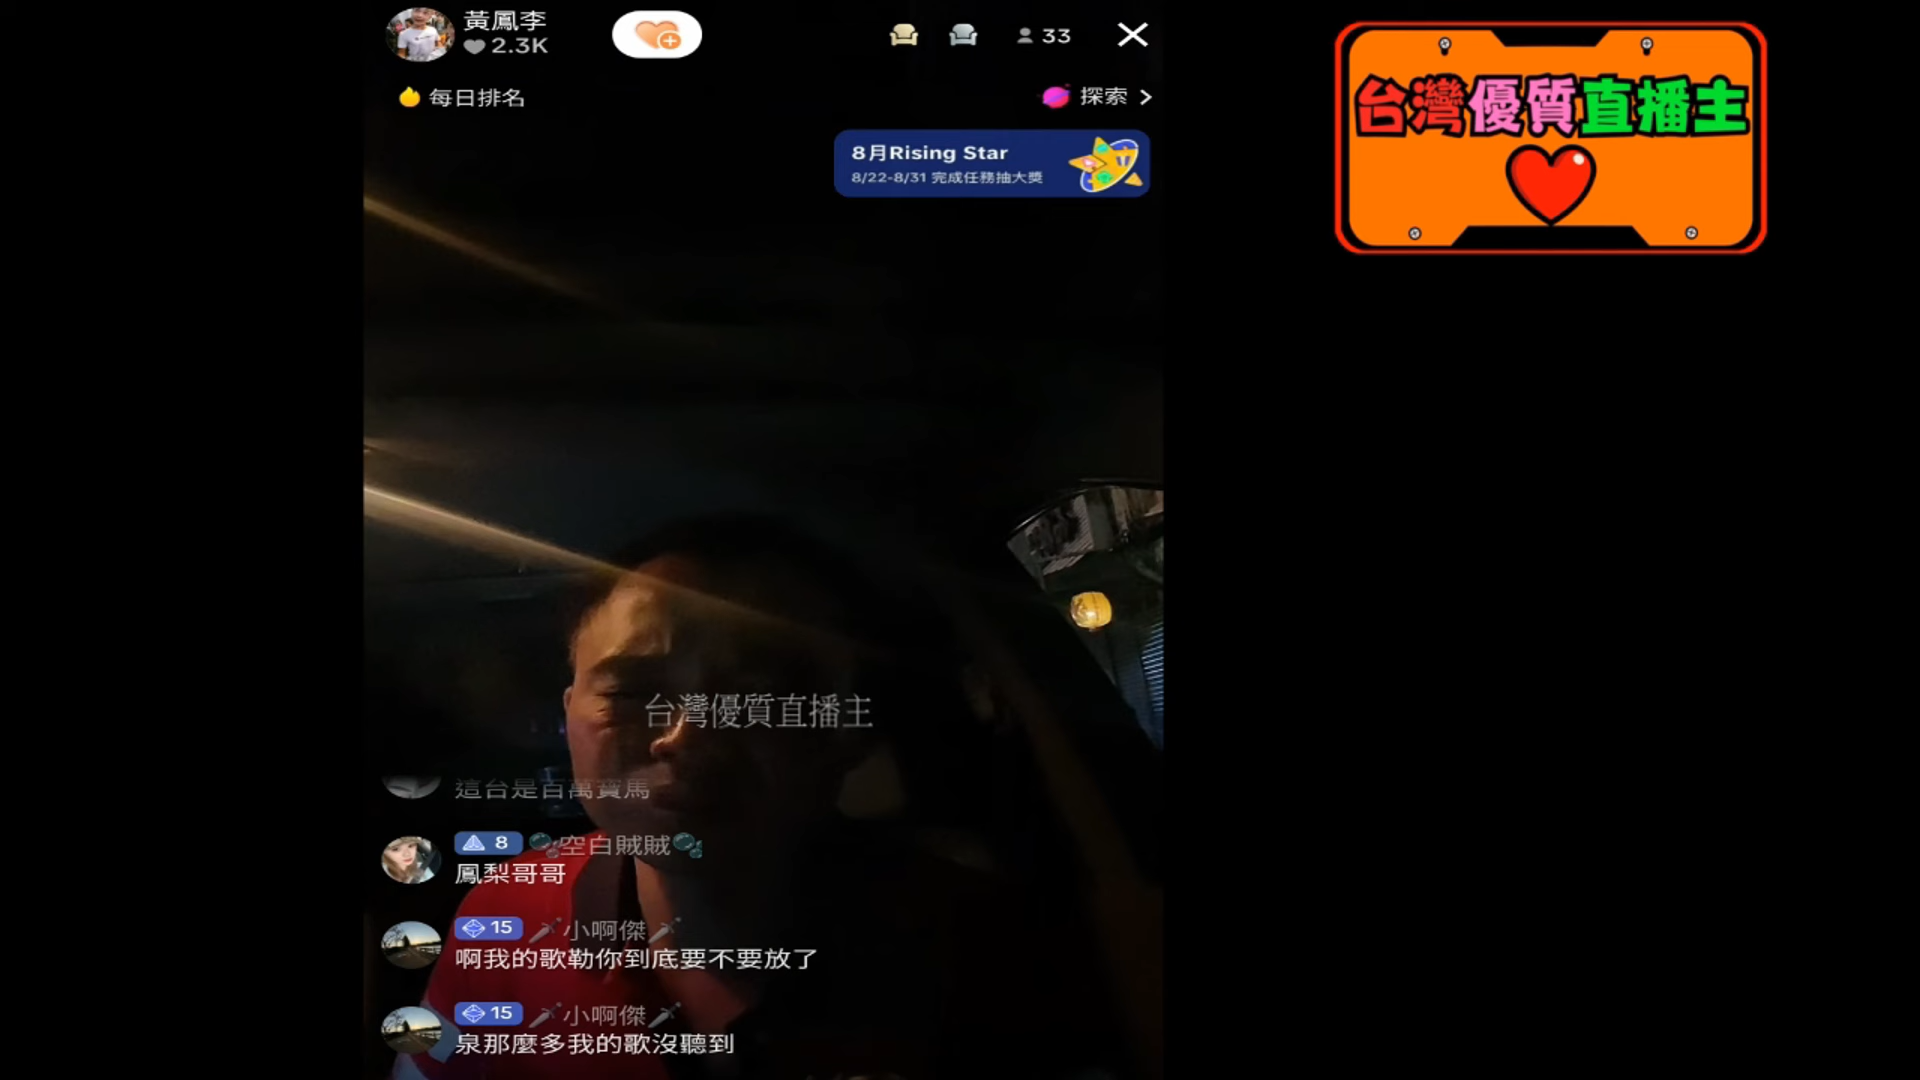 黃鳳李
2.3K
33
每日排名
探索
8月Rising Star
8/22-8/31 完成任務抽大獎
台灣優質直播主
台灣優質直播主
這台是百萬寶馬
8 空白賊賊
鳳梨哥哥
15 小啊傑
啊我的歌勒你到底要不要放了
15 小啊傑
泉那麼多我的歌沒聽到